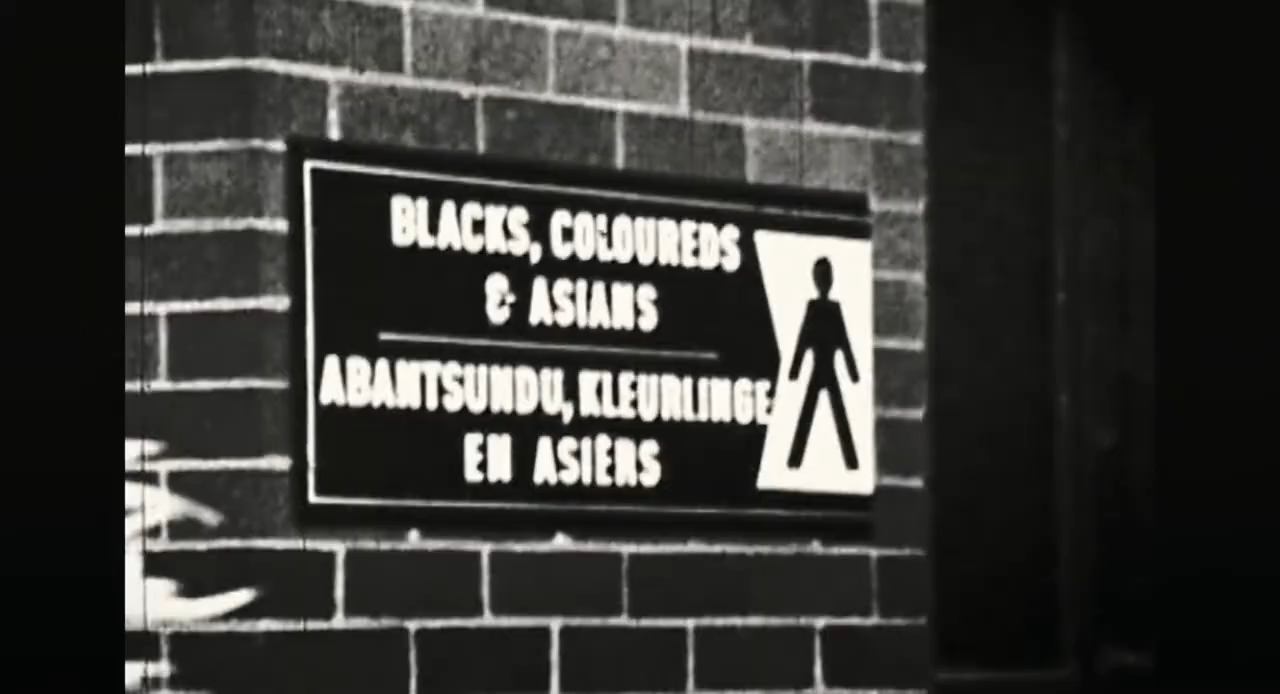 BLACKS, COLOUREDS
& ASIANS
ABANTSUNDU, KLEURLINGE
EN ASIËRS